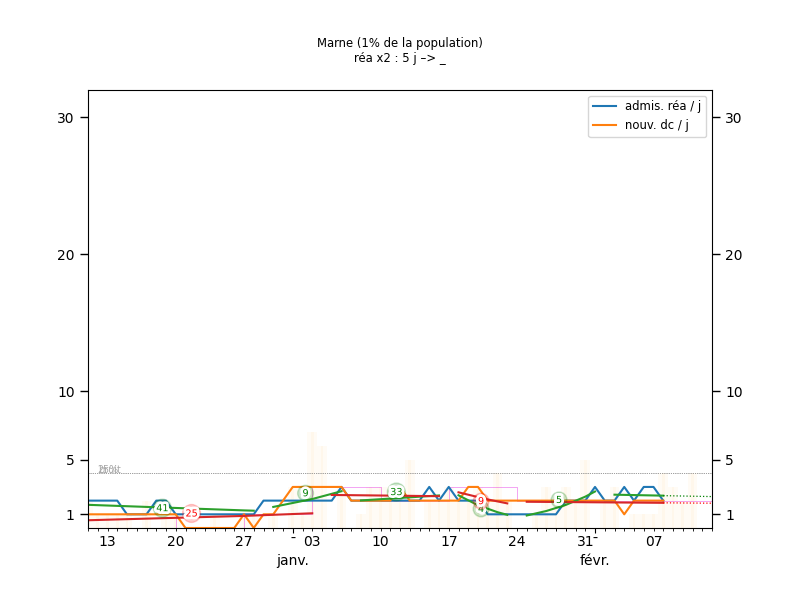 Marne (1% de la population)
réa x2 : 5 j –> _
admis. réa / j
nouv. dc / j
30 30
20 20
10 10
5 5
1 1
41 25 9 33 9 5
13 20 27 - 03 10 17 24 31 - 07
janv. févr.